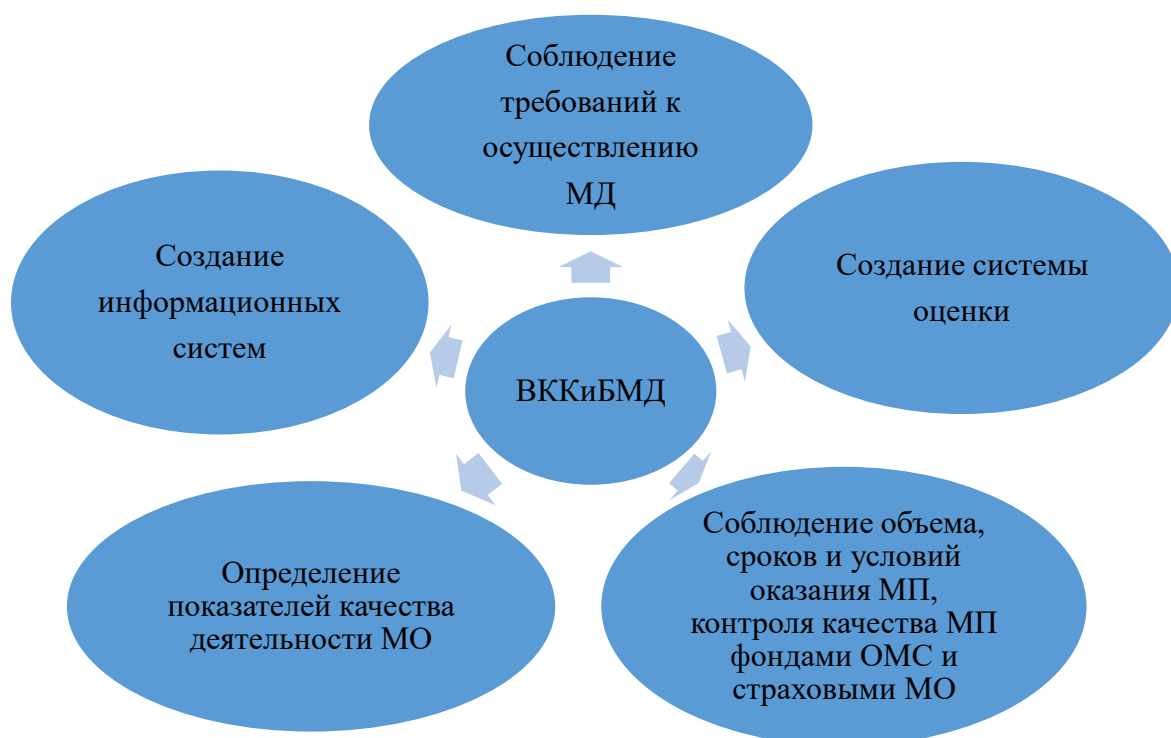 Соблюдение
требований к
осуществлению
МД
Создание
информационных
систем
Создание системы
оценки
ВККиБМД
Определение
показателей качества
деятельности МО
Соблюдение объема,
сроков и условий
оказания МП,
контроля качества МП
фондами ОМС и
страховыми МО